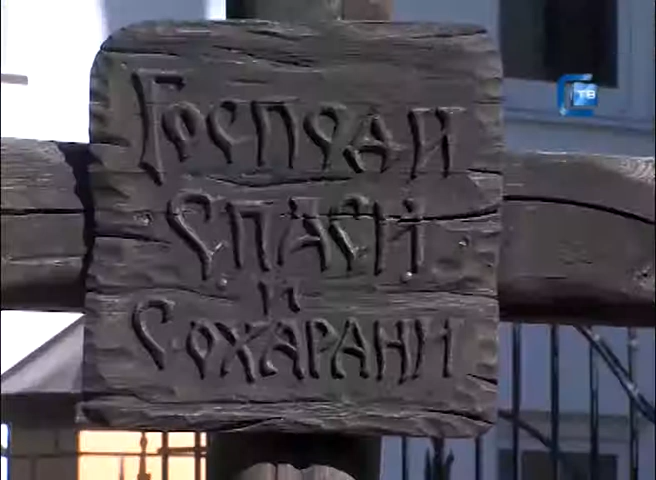 Господи
Спаси
и
Сохрани
ТВ